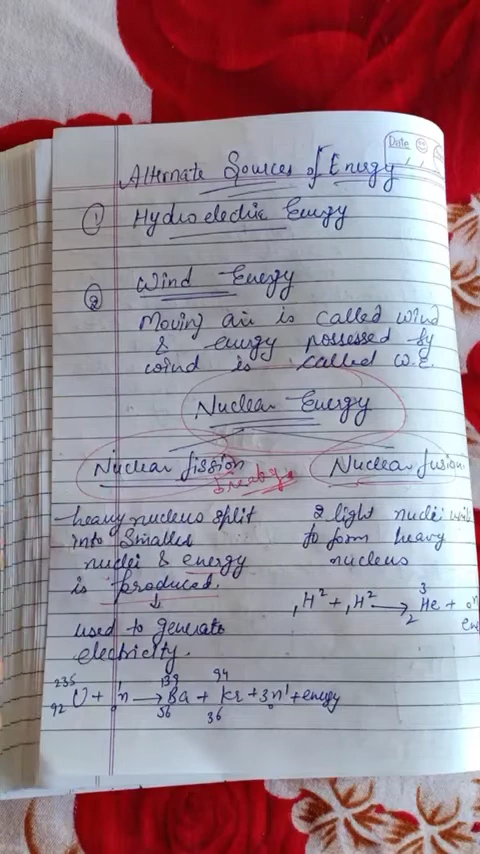 Date
Alternate Sources of Energy
① Hydroelectric Energy
② Wind Energy
Moving air is called wind
& energy possessed by
wind is called W.E.
Nuclear Energy
Nuclear fission
Nuclear fusion
heavy nucleus split
into smaller
nuclei & energy
is produced.
↓
used to generate
electricity.
2 light nuclei unite
to form heavy
nucleus
₁H² + ₁H² → ₂He³ + ₀n
ene
²³⁵₉₂U + ¹₀n → ¹³⁹₅₆Ba + ⁹⁴₃₆Kr + 3₀n¹ + energy